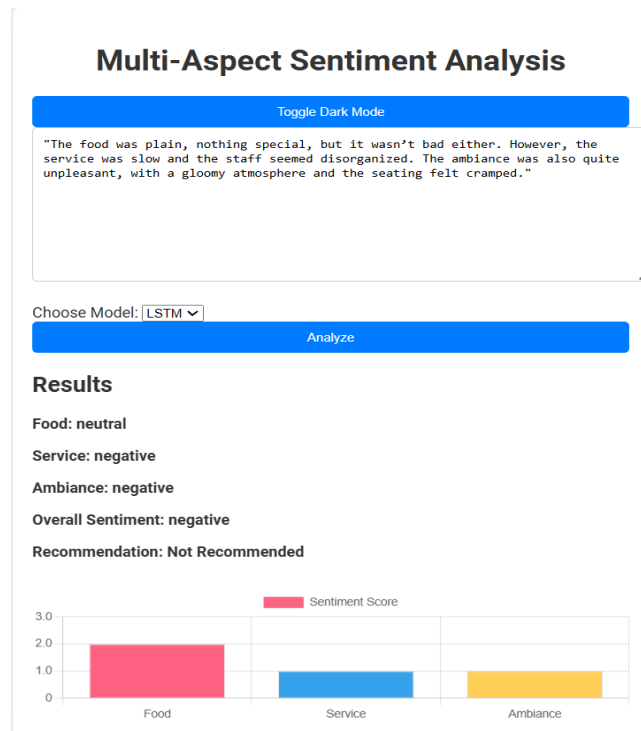 Multi-Aspect Sentiment Analysis
Toggle Dark Mode
"The food was plain, nothing special, but it wasn’t bad either. However, the
service was slow and the staff seemed disorganized. The ambiance was also quite
unpleasant, with a gloomy atmosphere and the seating felt cramped."
Choose Model: LSTM
Analyze
Results
Food: neutral
Service: negative
Ambiance: negative
Overall Sentiment: negative
Recommendation: Not Recommended
Sentiment Score
3.0
2.0
1.0
0
Food Service Ambiance